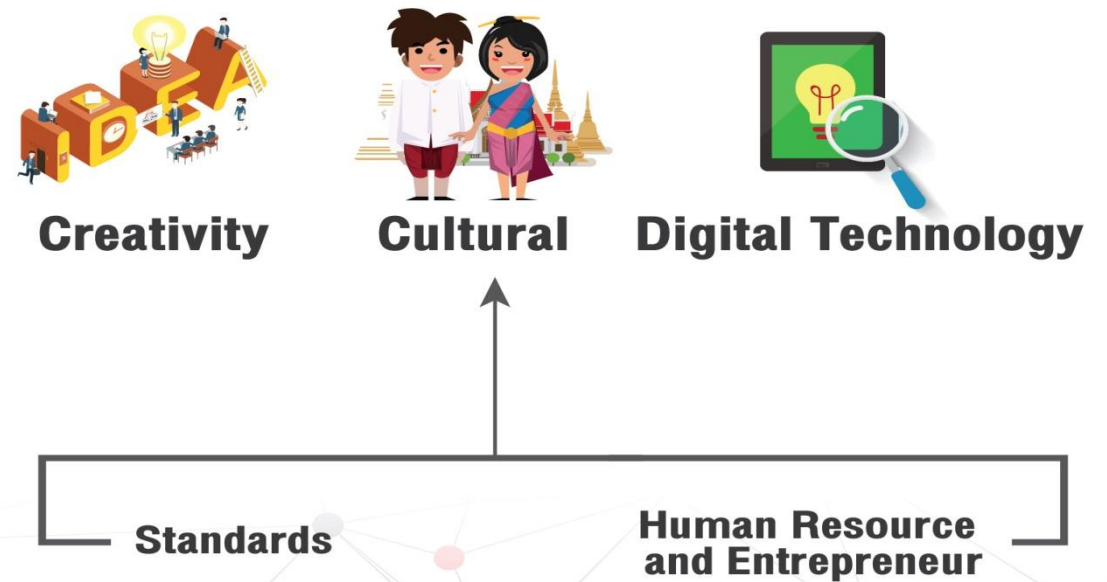 IDEA
Creativity
Cultural
Digital Technology
Standards
Human Resource
and Entrepreneur